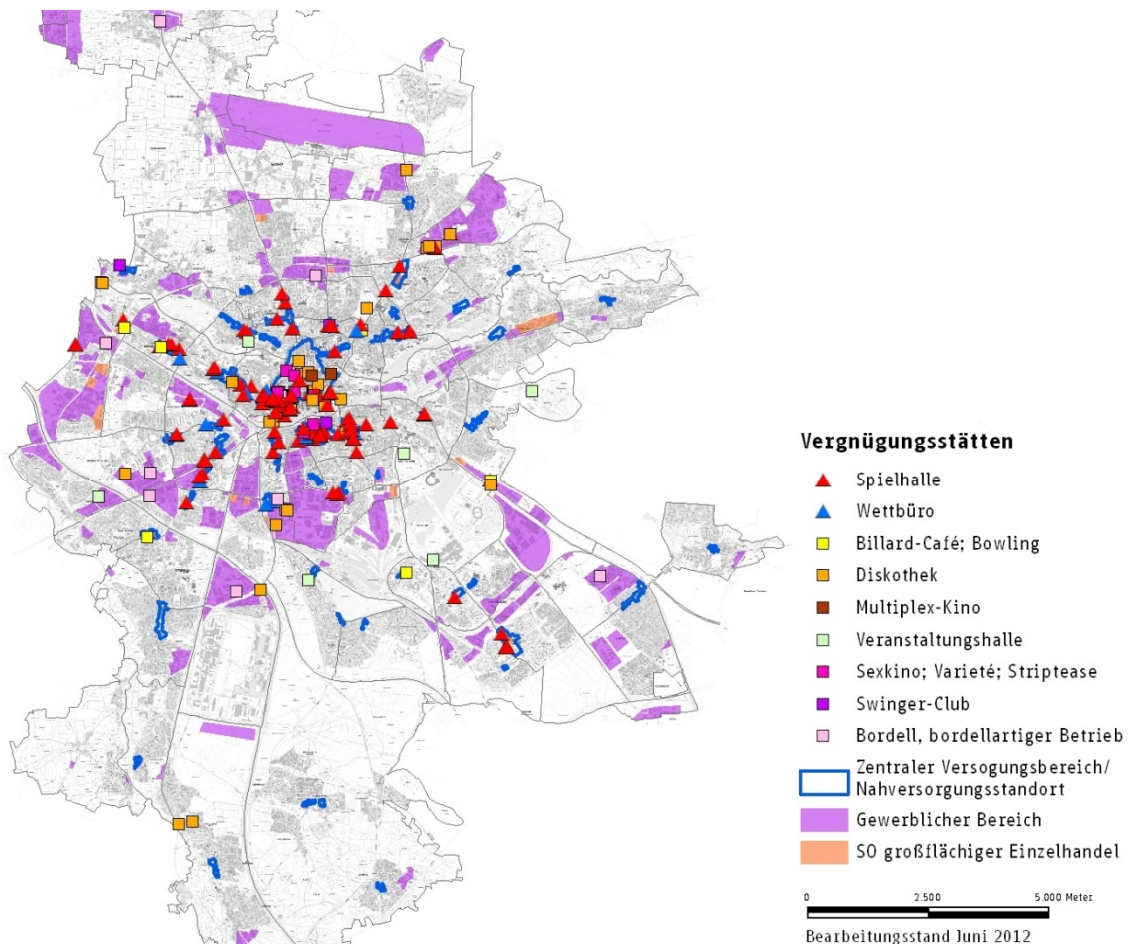 Vergnügungsstätten
Spielhalle
Wettbüro
Billard-Café; Bowling
Diskothek
Multiplex-Kino
Veranstaltungshalle
Sexkino; Varieté; Striptease
Swinger-Club
Bordell, bordellartiger Betrieb
Zentraler Versogungsbereich/
Nahversorgungsstandort
Gewerblicher Bereich
SO großflächiger Einzelhandel
0 2.500 5.000 Meter
Bearbeitungsstand Juni 2012